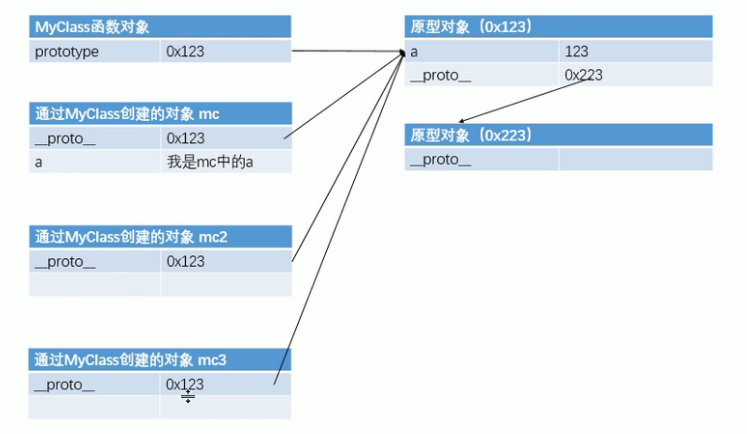 MyClass函数对象
prototype 0x123
通过MyClass创建的对象 mc
__proto__ 0x123
a 我是mc中的a
通过MyClass创建的对象 mc2
__proto__ 0x123
通过MyClass创建的对象 mc3
__proto__ 0x123
原型对象（0x123）
a 123
__proto__ 0x223
原型对象（0x223）
__proto__